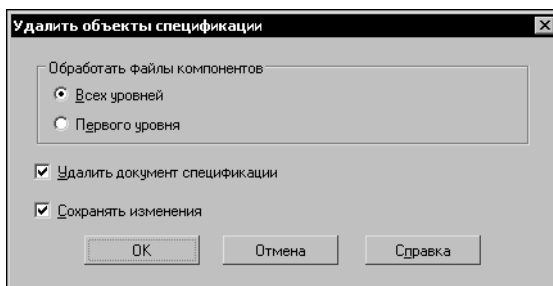 Удалить объекты спецификации
Обработать файлы компонентов
Всех уровней
Первого уровня
Удалить документ спецификации
Сохранять изменения
OK
Отмена
Справка